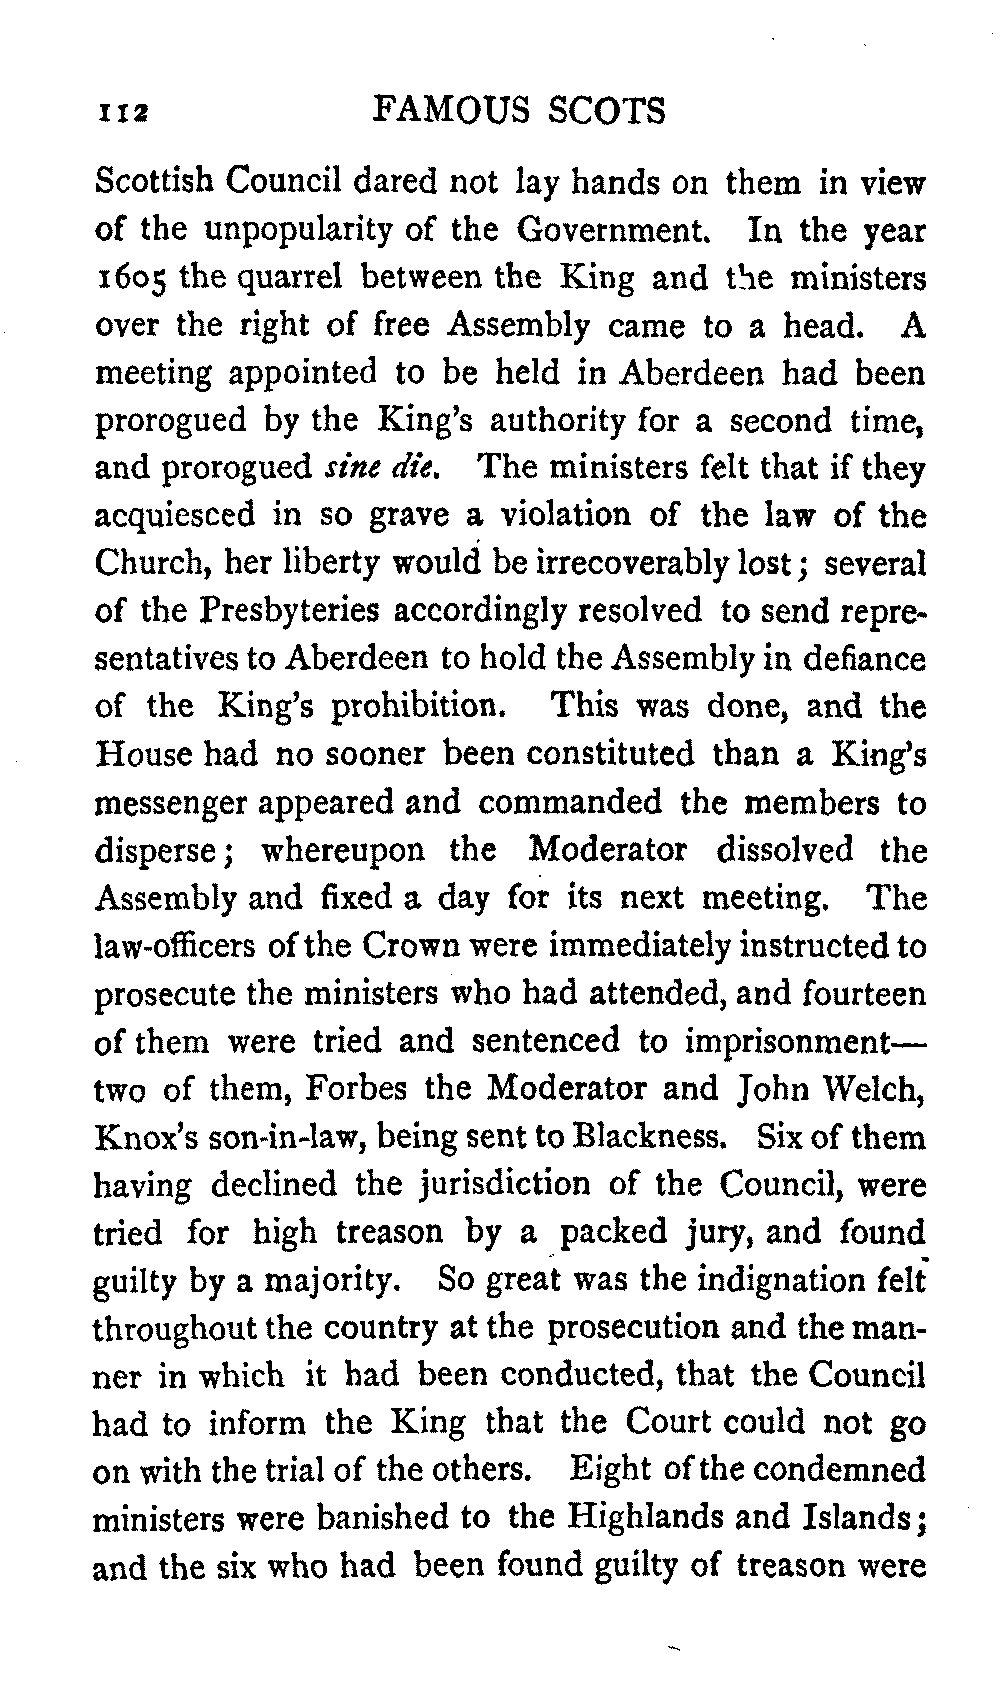 112 FAMOUS SCOTS
Scottish Council dared not lay hands on them in view
of the unpopularity of the Government. In the year
1605 the quarrel between the King and the ministers
over the right of free Assembly came to a head. A
meeting appointed to be held in Aberdeen had been
prorogued by the King's authority for a second time,
and prorogued sine die. The ministers felt that if they
acquiesced in so grave a violation of the law of the
Church, her liberty would be irrecoverably lost; several
of the Presbyteries accordingly resolved to send repre-
sentatives to Aberdeen to hold the Assembly in defiance
of the King's prohibition. This was done, and the
House had no sooner been constituted than a King's
messenger appeared and commanded the members to
disperse; whereupon the Moderator dissolved the
Assembly and fixed a day for its next meeting. The
law-officers of the Crown were immediately instructed to
prosecute the ministers who had attended, and fourteen
of them were tried and sentenced to imprisonment—
two of them, Forbes the Moderator and John Welch,
Knox's son-in-law, being sent to Blackness. Six of them
having declined the jurisdiction of the Council, were
tried for high treason by a packed jury, and found
guilty by a majority. So great was the indignation felt
throughout the country at the prosecution and the man-
ner in which it had been conducted, that the Council
had to inform the King that the Court could not go
on with the trial of the others. Eight of the condemned
ministers were banished to the Highlands and Islands;
and the six who had been found guilty of treason were